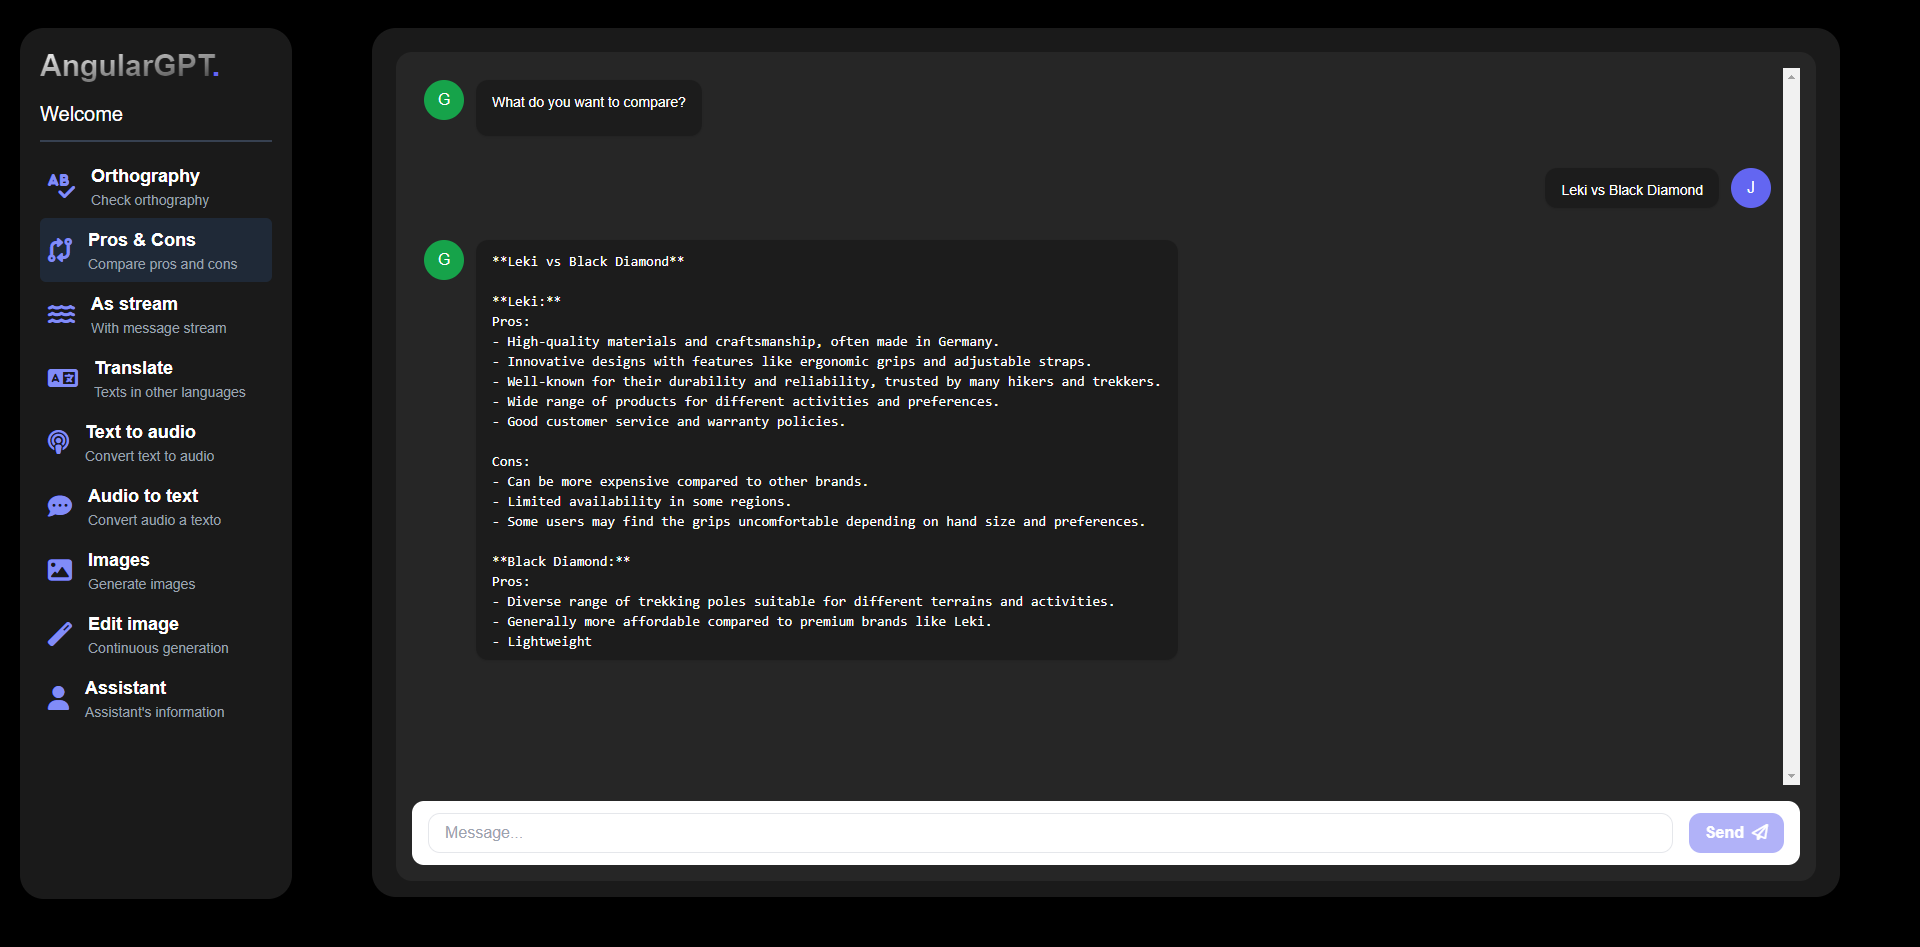 AngularGPT.
Welcome
Orthography
Check orthography
Pros & Cons
Compare pros and cons
As stream
With message stream
Translate
Texts in other languages
Text to audio
Convert text to audio
Audio to text
Convert audio a texto
Images
Generate images
Edit image
Continuous generation
Assistant
Assistant's information
G
What do you want to compare?
Leki vs Black Diamond
J
G
**Leki vs Black Diamond**
**Leki:**
Pros:
- High-quality materials and craftsmanship, often made in Germany.
- Innovative designs with features like ergonomic grips and adjustable straps.
- Well-known for their durability and reliability, trusted by many hikers and trekkers.
- Wide range of products for different activities and preferences.
- Good customer service and warranty policies.
Cons:
- Can be more expensive compared to other brands.
- Limited availability in some regions.
- Some users may find the grips uncomfortable depending on hand size and preferences.
**Black Diamond:**
Pros:
- Diverse range of trekking poles suitable for different terrains and activities.
- Generally more affordable compared to premium brands like Leki.
- Lightweight
Message...
Send